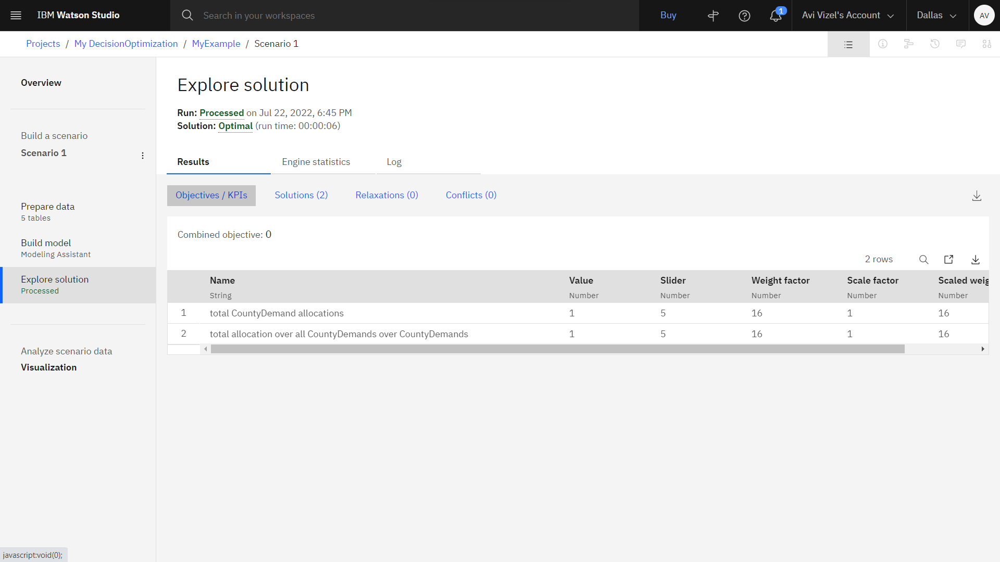 IBM Watson Studio
Search in your workspaces
Buy
1
Avi Vizel's Account
Dallas
AV
Projects / My DecisionOptimization / MyExample / Scenario 1
Overview
Build a scenario
Scenario 1
Prepare data
5 tables
Build model
Modeling Assistant
Explore solution
Processed
Analyze scenario data
Visualization
Explore solution
Run: Processed on Jul 22, 2022, 6:45 PM
Solution: Optimal (run time: 00:00:06)
Results Engine statistics Log
Objectives / KPIs Solutions (2) Relaxations (0) Conflicts (0)
Combined objective: 0
2 rows
Name Value Slider Weight factor Scale factor Scaled weig
String Number Number Number Number Number
1 total CountyDemand allocations 1 5 16 1 16
2 total allocation over all CountyDemands over CountyDemands 1 5 16 1 16
javascript:void(0);